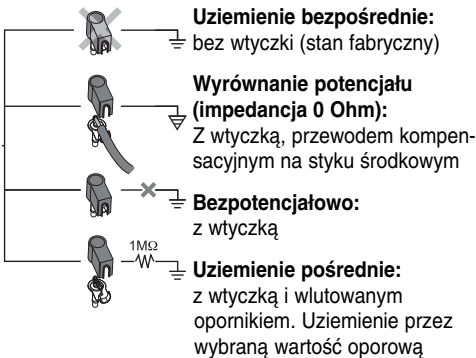 Uziemienie bezpośrednie:
bez wtyczki (stan fabryczny)
Wyrównanie potencjału
(impedancja 0 Ohm):
Z wtyczką, przewodem kompen-
sacyjnym na styku środkowym
Bezpotencjałowo:
z wtyczką
1MΩ
Uziemienie pośrednie:
z wtyczką i wlutowanym
opornikiem. Uziemienie przez
wybraną wartość oporową